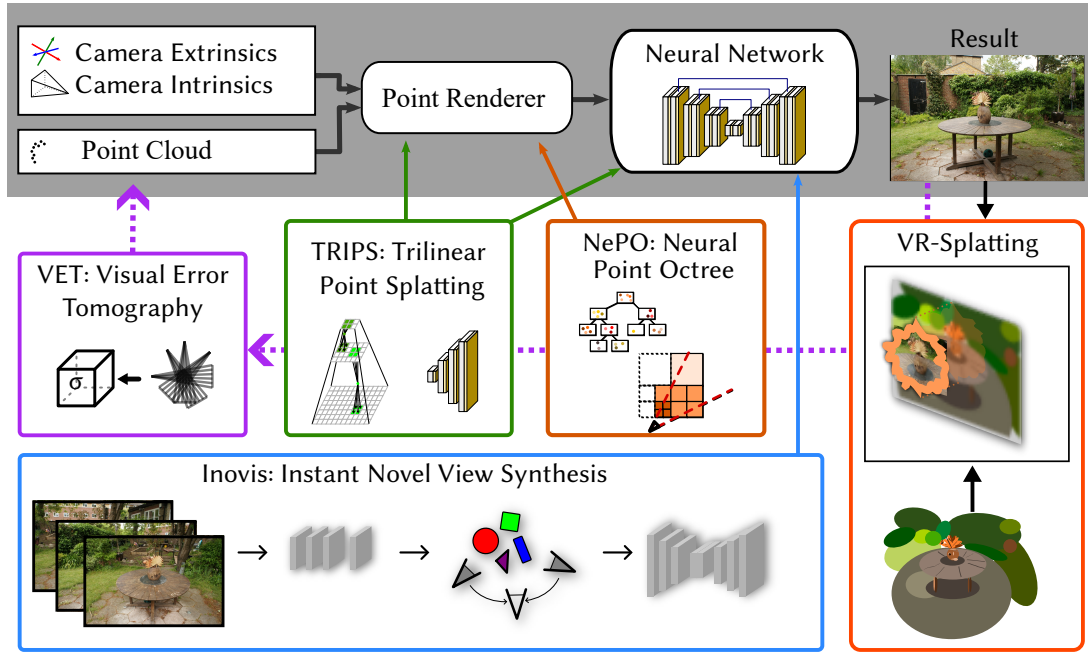 Camera Extrinsics
Camera Intrinsics
Point Cloud
Point Renderer
Neural Network
Result
VET: Visual Error
Tomography
σ
TRIPS: Trilinear
Point Splatting
NePO: Neural
Point Octree
VR-Splatting
Inovis: Instant Novel View Synthesis